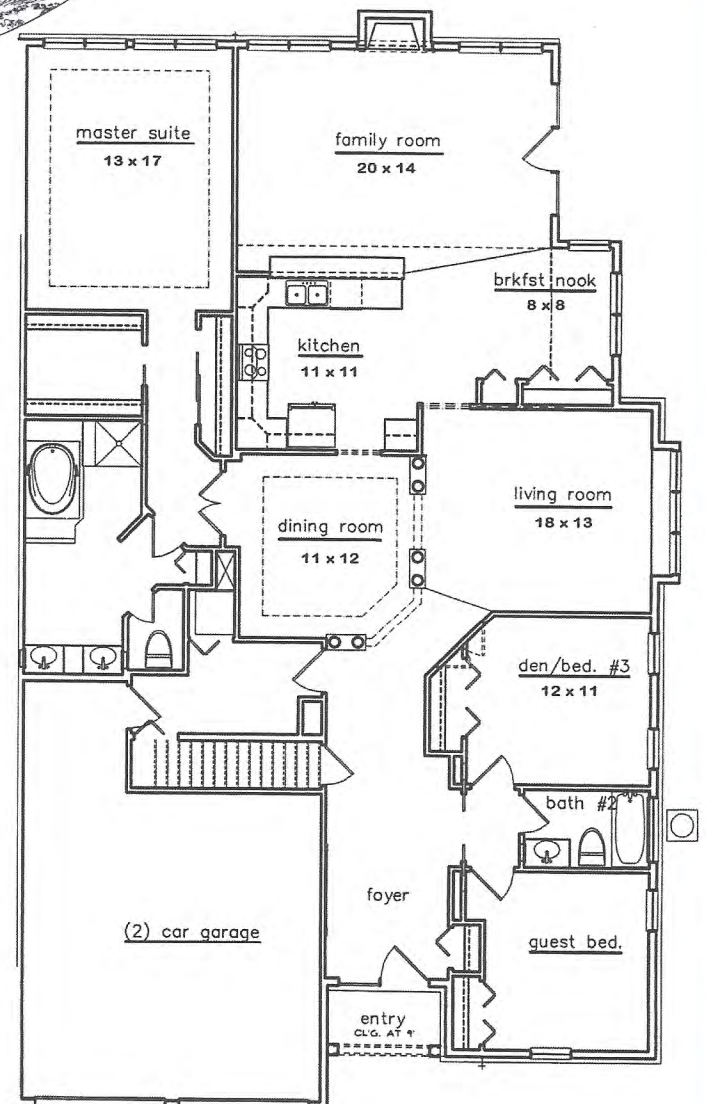 master suite
13 x 17
family room
20 x 14
brkfst nook
8 x 8
kitchen
11 x 11
living room
18 x 13
dining room
11 x 12
den/bed. #3
12 x 11
bath #2
foyer
(2) car garage
guest bed.
entry
CL'G. AT 9'